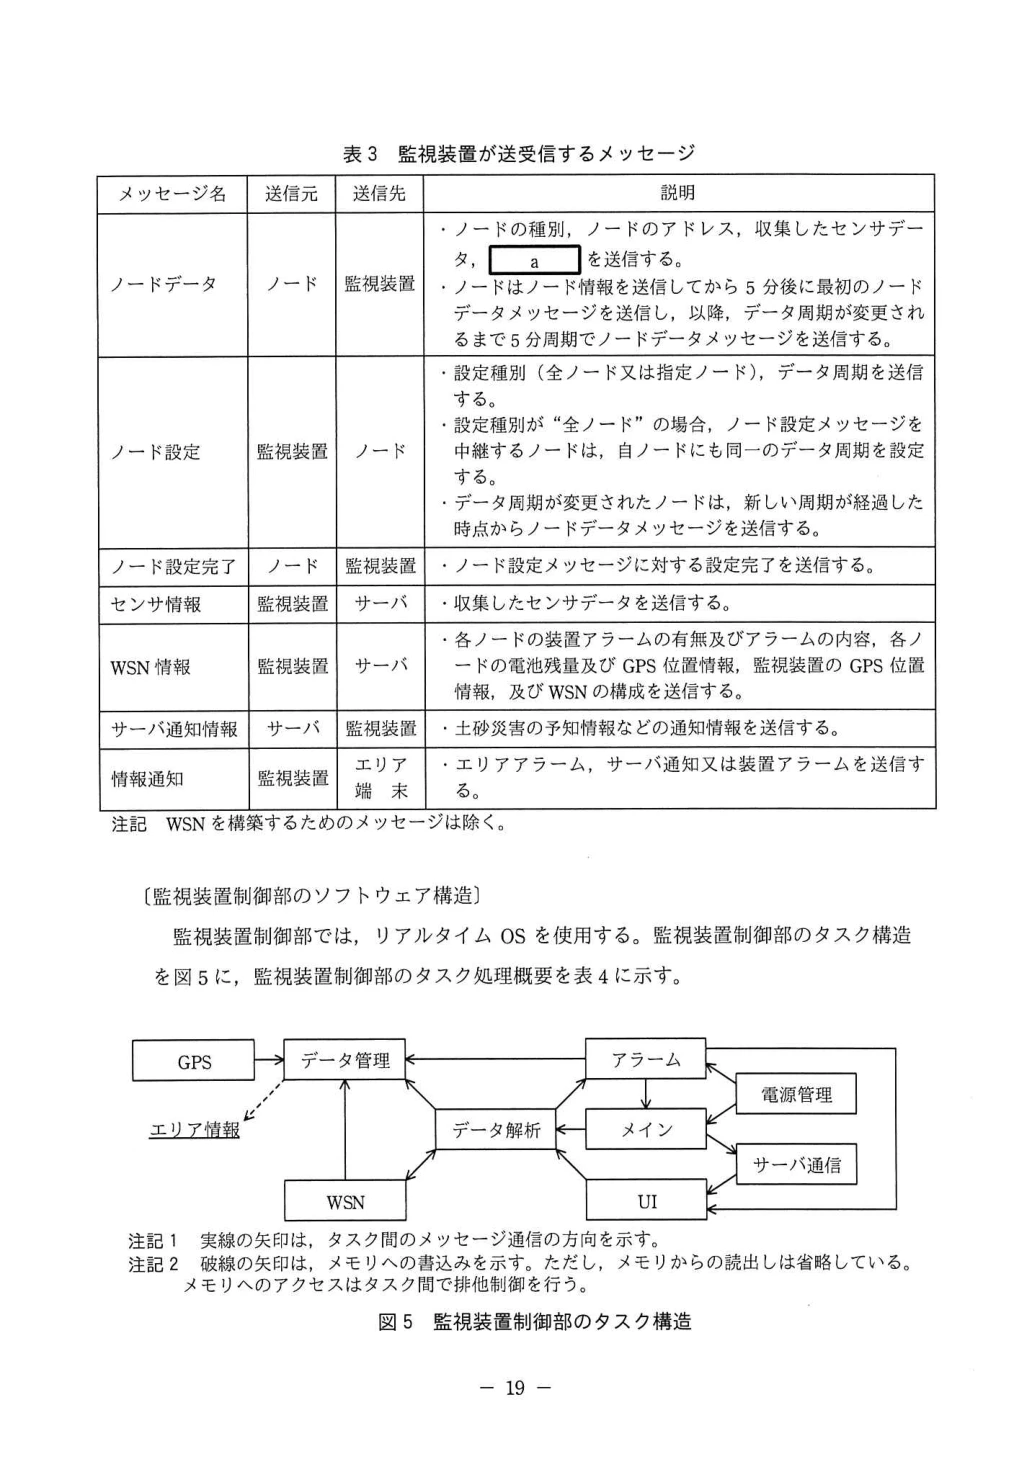 表3 監視装置が送受信するメッセージ
メッセージ名 送信元 送信先 説明
ノードデータ ノード 監視装置
・ノードの種別，ノードのアドレス，収集したセンサデー
タ， a を送信する。
・ノードはノード情報を送信してから 5 分後に最初のノード
データメッセージを送信し，以降，データ周期が変更され
るまで 5 分周期でノードデータメッセージを送信する。
ノード設定 監視装置 ノード
・設定種別（全ノード又は指定ノード），データ周期を送信
する。
・設定種別が“全ノード”の場合，ノード設定メッセージを
中継するノードは，自ノードにも同一のデータ周期を設定
する。
・データ周期が変更されたノードは，新しい周期が経過した
時点からノードデータメッセージを送信する。
ノード設定完了 ノード 監視装置 ・ノード設定メッセージに対する設定完了を送信する。
センサ情報 監視装置 サーバ ・収集したセンサデータを送信する。
WSN 情報 監視装置 サーバ
・各ノードの装置アラームの有無及びアラームの内容，各ノ
ードの電池残量及び GPS 位置情報，監視装置の GPS 位置
情報，及び WSN の構成を送信する。
サーバ通知情報 サーバ 監視装置 ・土砂災害の予知情報などの通知情報を送信する。
情報通知 監視装置 エリア
端 末
・エリアアラーム，サーバ通知又は装置アラームを送信す
る。
注記 WSN を構築するためのメッセージは除く。
〔監視装置制御部のソフトウェア構造〕
監視装置制御部では，リアルタイム OS を使用する。監視装置制御部のタスク構造
を図 5 に，監視装置制御部のタスク処理概要を表 4 に示す。
GPS データ管理 アラーム
電源管理
エリア情報 データ解析 メイン
サーバ通信
WSN UI
注記 1 実線の矢印は，タスク間のメッセージ通信の方向を示す。
注記 2 破線の矢印は，メモリへの書込みを示す。ただし，メモリからの読出しは省略している。
メモリへのアクセスはタスク間で排他制御を行う。
図 5 監視装置制御部のタスク構造
－ 19 －